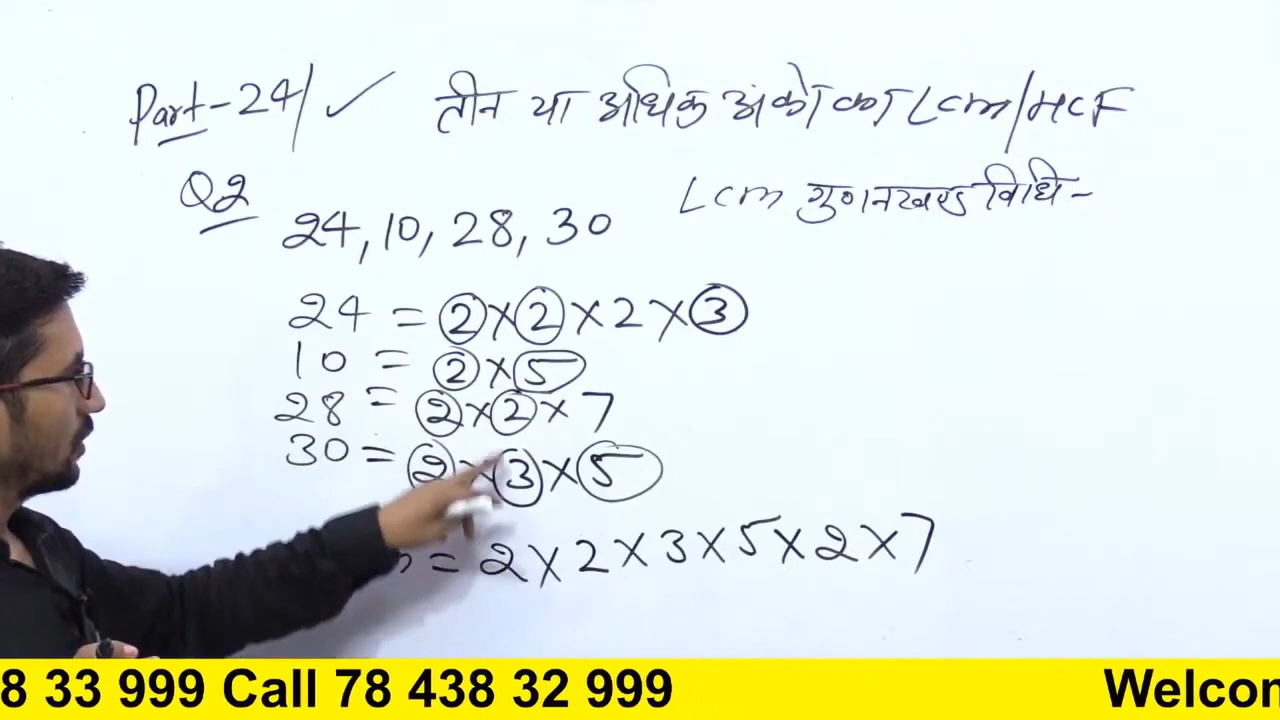 Part-24/ ✓ तीन या अधिक अंको का Lcm/HCF
Q2
Lcm गुणनखण्ड विधि-
24, 10, 28, 30
24 = 2×2×2×3
10 = 2×5
28 = 2×2×7
30 = 2×3×5
= 2×2×3×5×2×7
8 33 999 Call 78 438 32 999 Welcon